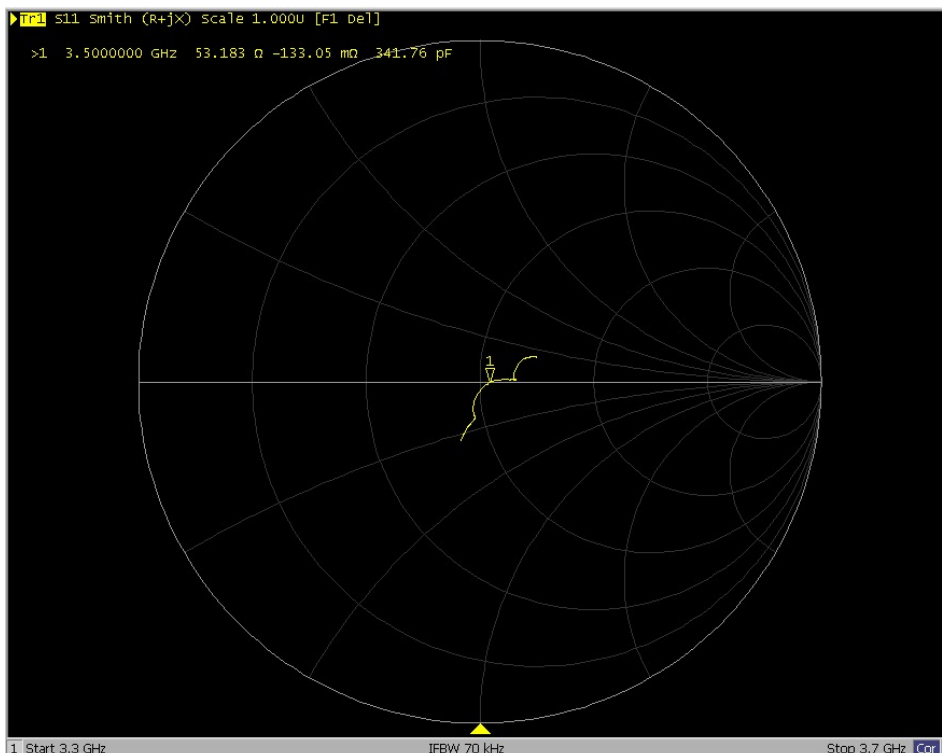 Tr1 S11 Smith (R+jX) Scale 1.000U [F1 Del]
>1 3.5000000 GHz 53.183 Ω -133.05 mΩ 341.76 pF
1
1 Start 3.3 GHz IFBW 70 kHz Stop 3.7 GHz Cor